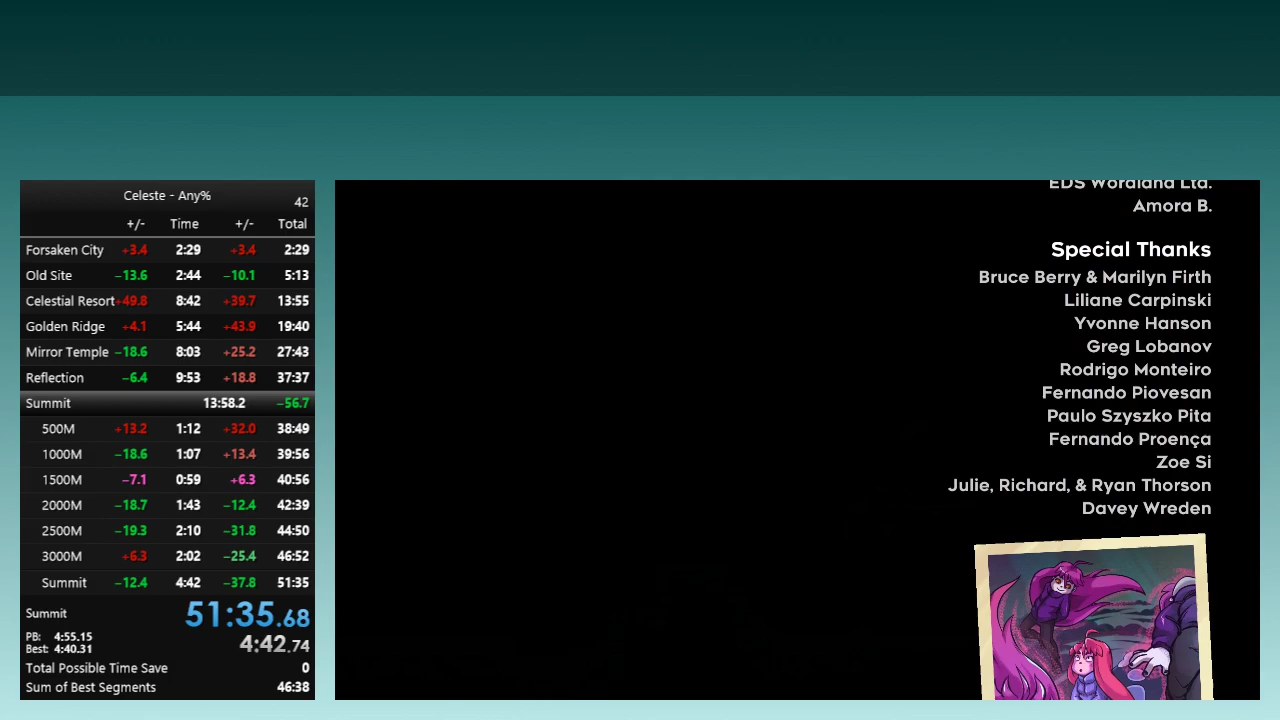 Celeste - Any%
42
+/- Time +/- Total
Forsaken City +3.4 2:29 +3.4 2:29
Old Site −13.6 2:44 −10.1 5:13
Celestial Resort +49.8 8:42 +39.7 13:55
Golden Ridge +4.1 5:44 +43.9 19:40
Mirror Temple −18.6 8:03 +25.2 27:43
Reflection −6.4 9:53 +18.8 37:37
Summit 13:58.2 −56.7
500M +13.2 1:12 +32.0 38:49
1000M −18.6 1:07 +13.4 39:56
1500M −7.1 0:59 +6.3 40:56
2000M −18.7 1:43 −12.4 42:39
2500M −19.3 2:10 −31.8 44:50
3000M +6.3 2:02 −25.4 46:52
Summit −12.4 4:42 −37.8 51:35
Summit 51:35.68
PB: 4:55.15
Best: 4:40.31
4:42.74
Total Possible Time Save 0
Sum of Best Segments 46:38
EDS Wordland Ltd.
Amora B.
Special Thanks
Bruce Berry & Marilyn Firth
Liliane Carpinski
Yvonne Hanson
Greg Lobanov
Rodrigo Monteiro
Fernando Piovesan
Paulo Szyszko Pita
Fernando Proença
Zoe Si
Julie, Richard, & Ryan Thorson
Davey Wreden